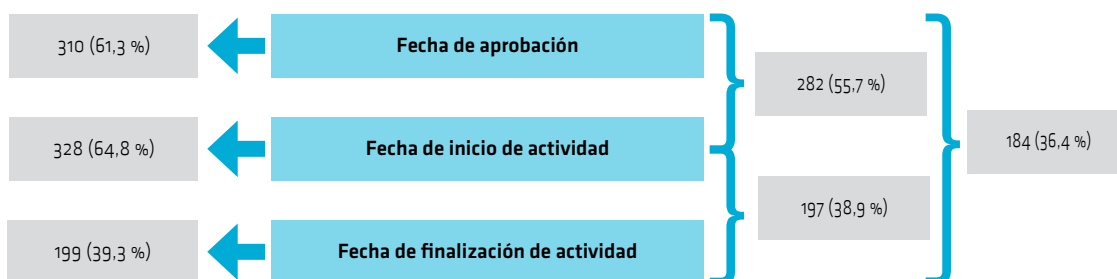 310 (61,3 %)
Fecha de aprobación
282 (55,7 %)
328 (64,8 %)
Fecha de inicio de actividad
184 (36,4 %)
197 (38,9 %)
199 (39,3 %)
Fecha de finalización de actividad